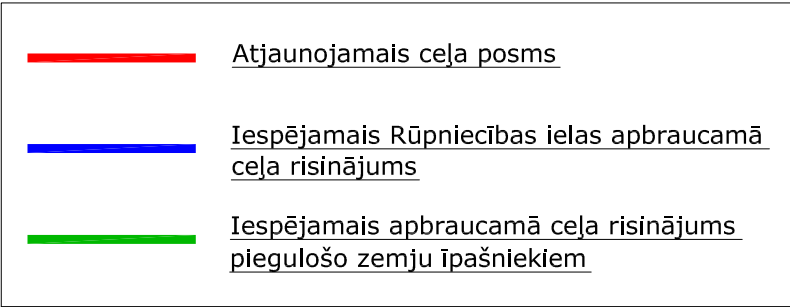 Atjaunojamais ceļa posms
Iespējamais Rūpniecības ielas apbraucamā
ceļa risinājums
Iespējamais apbraucamā ceļa risinājums
piegulošo zemju īpašniekiem